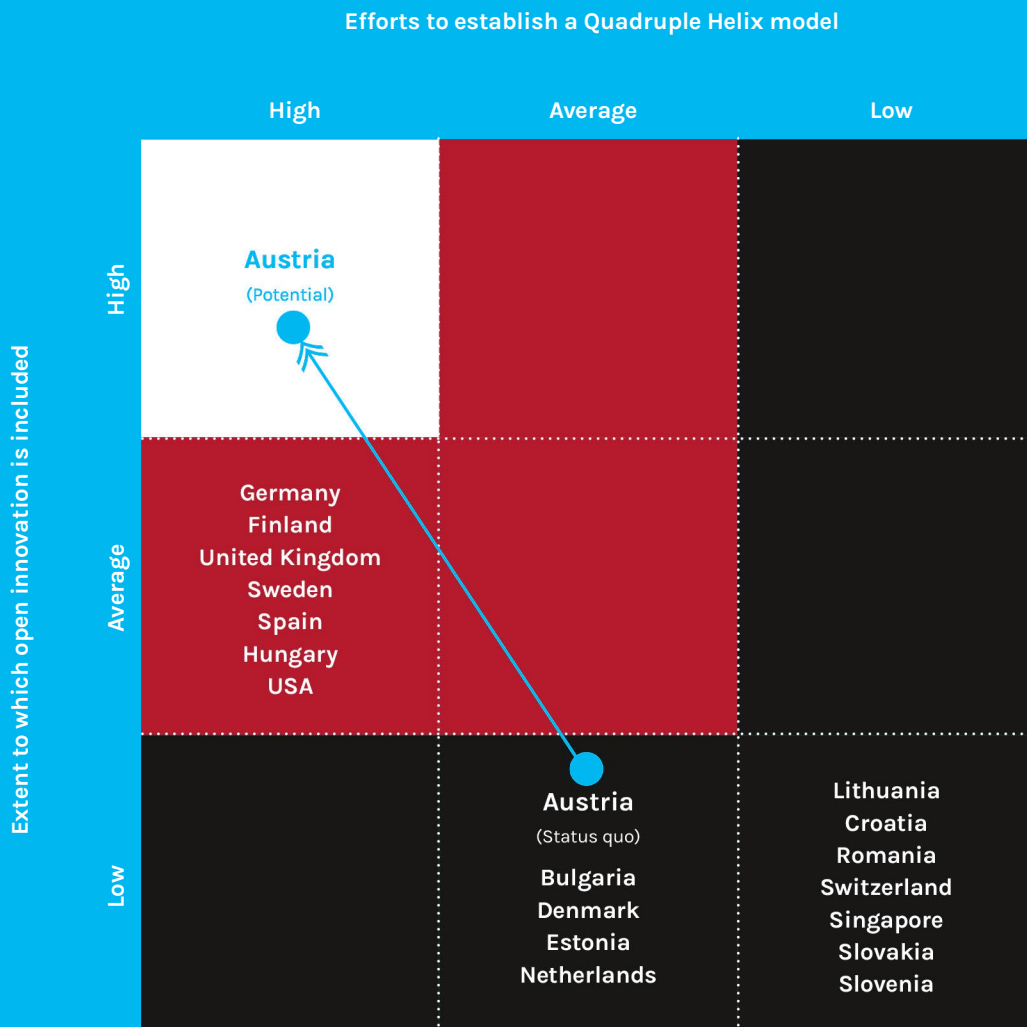 Efforts to establish a Quadruple Helix model
High
Average
Low
Extent to which open innovation is included
High
Austria
(Potential)
Average
Germany
Finland
United Kingdom
Sweden
Spain
Hungary
USA
Low
Austria
(Status quo)
Bulgaria
Denmark
Estonia
Netherlands
Lithuania
Croatia
Romania
Switzerland
Singapore
Slovakia
Slovenia